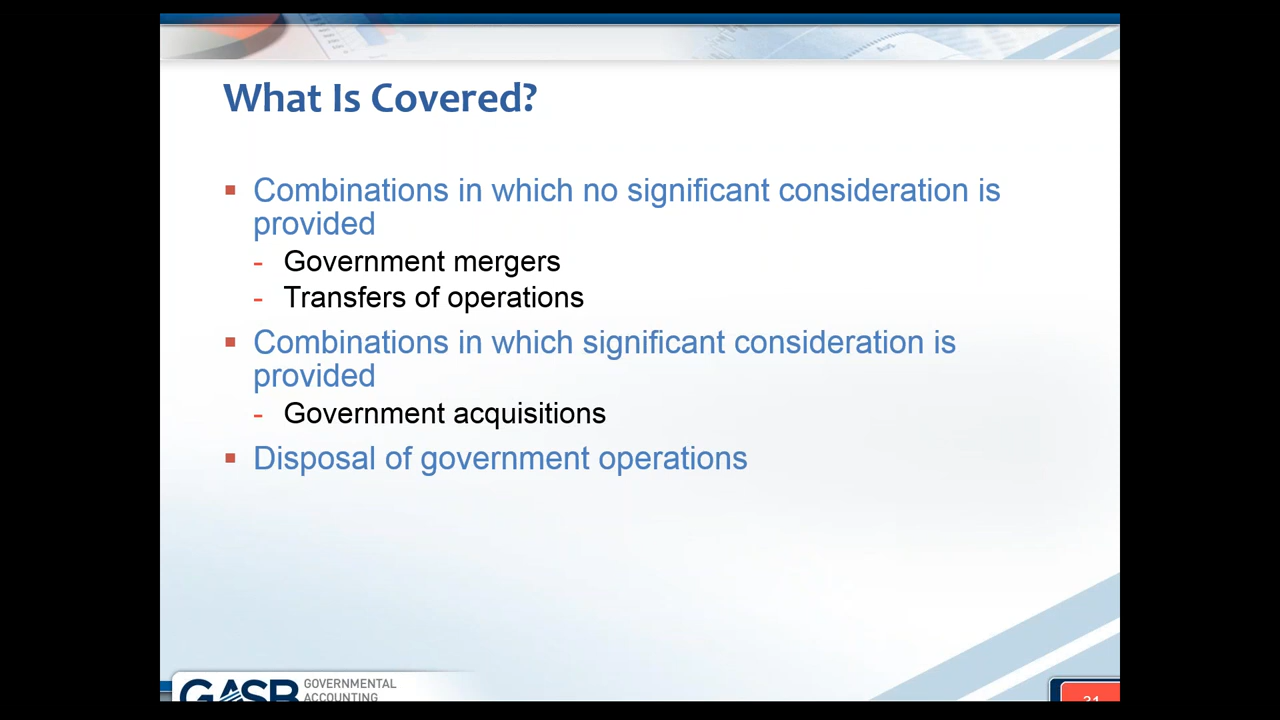 What Is Covered?
Combinations in which no significant consideration is
provided
- Government mergers
- Transfers of operations
Combinations in which significant consideration is
provided
- Government acquisitions
Disposal of government operations
GASB
GOVERNMENTAL
ACCOUNTING